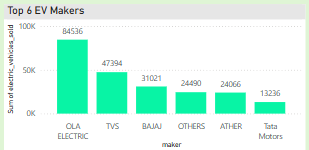 Top 6 EV Makers
Sum of electric_vehicles_sold
100K
50K
0K
84536
47394
31021
24490
24066
13236
OLA
ELECTRIC
TVS
BAJAJ
OTHERS
ATHER
Tata
Motors
maker